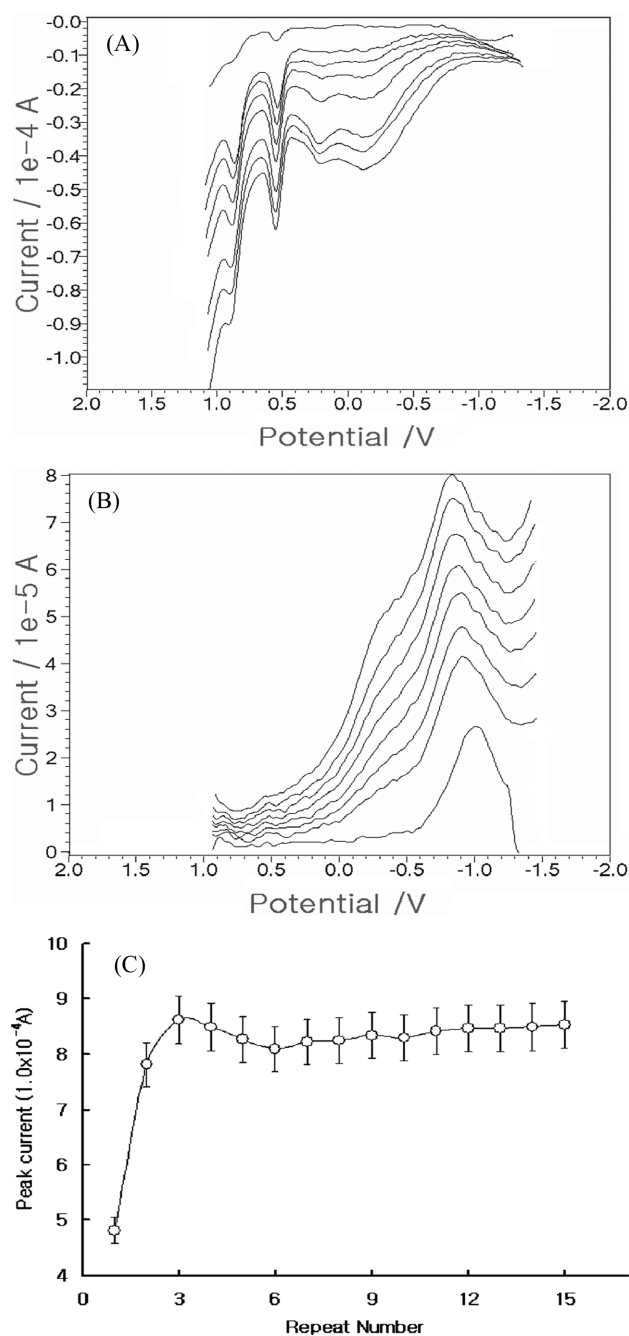 (A)
-0.0
-0.1
-0.2
-0.3
-0.4
-0.5
-0.6
-0.7
-0.8
-0.9
-1.0
Current / 1e-4 A
2.0 1.5 1.0 0.5 0.0 -0.5 -1.0 -1.5 -2.0
Potential /V
(B)
8
7
6
5
4
3
2
1
0
Current / 1e-5 A
2.0 1.5 1.0 0.5 0.0 -0.5 -1.0 -1.5 -2.0
Potential /V
(C)
10
9
8
7
6
5
4
Peak current (1.0x10⁻⁴A)
0 3 6 9 12 15
Repeat Number